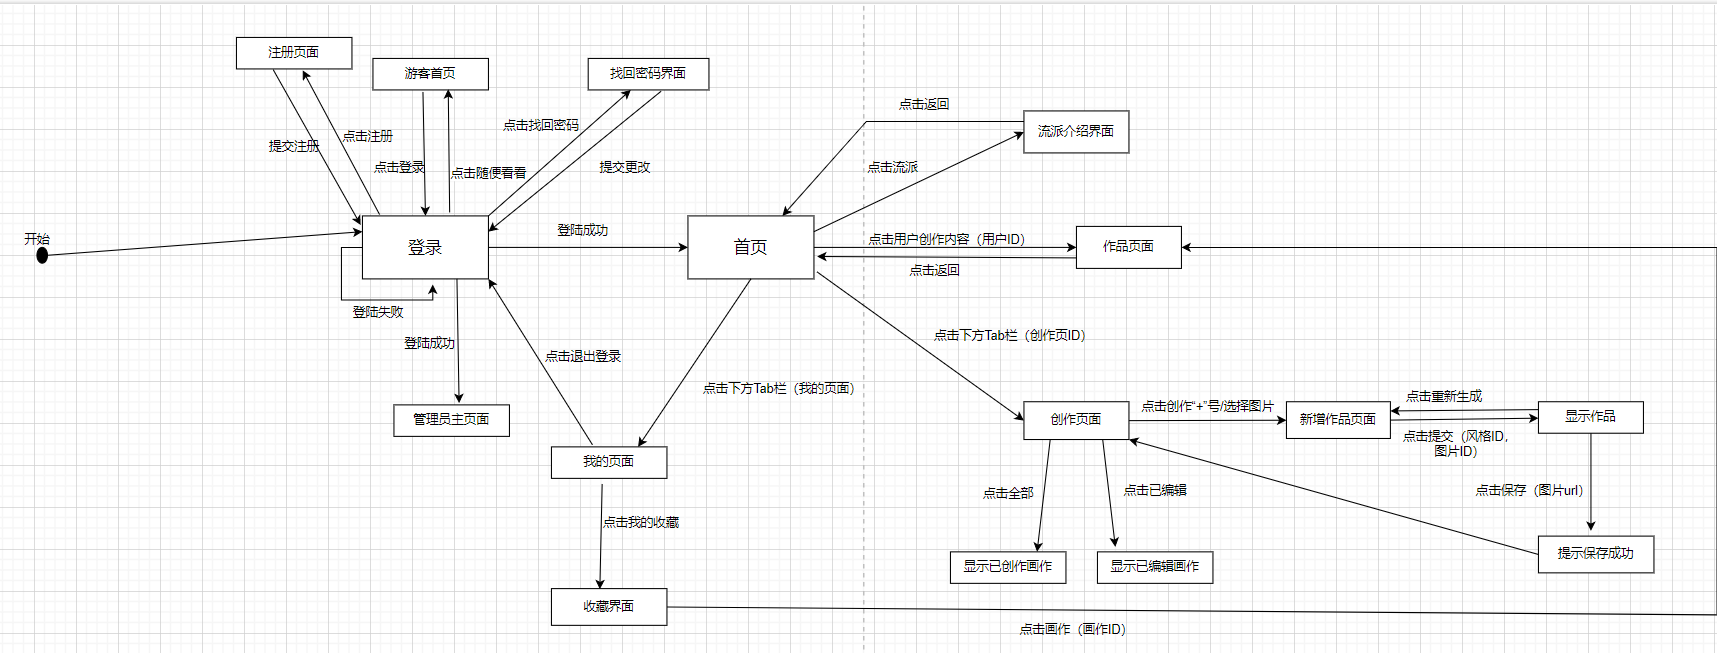 注册页面
游客首页
找回密码界面
点击返回
流派介绍界面
点击找回密码
点击注册
提交注册
点击登录
点击随便看看
提交更改
点击流派
开始
登录
登陆成功
首页
点击用户创作内容（用户ID）
作品页面
点击返回
登陆失败
登陆成功
点击退出登录
点击下方Tab栏（创作页ID）
点击下方Tab栏（我的页面）
管理员主页面
创作页面
点击创作“+”号/选择图片
新增作品页面
点击重新生成
显示作品
点击提交（风格ID，
图片ID）
我的页面
点击全部
点击已编辑
点击保存（图片url）
点击我的收藏
显示已创作画作
显示已编辑画作
提示保存成功
收藏界面
点击画作（画作ID）